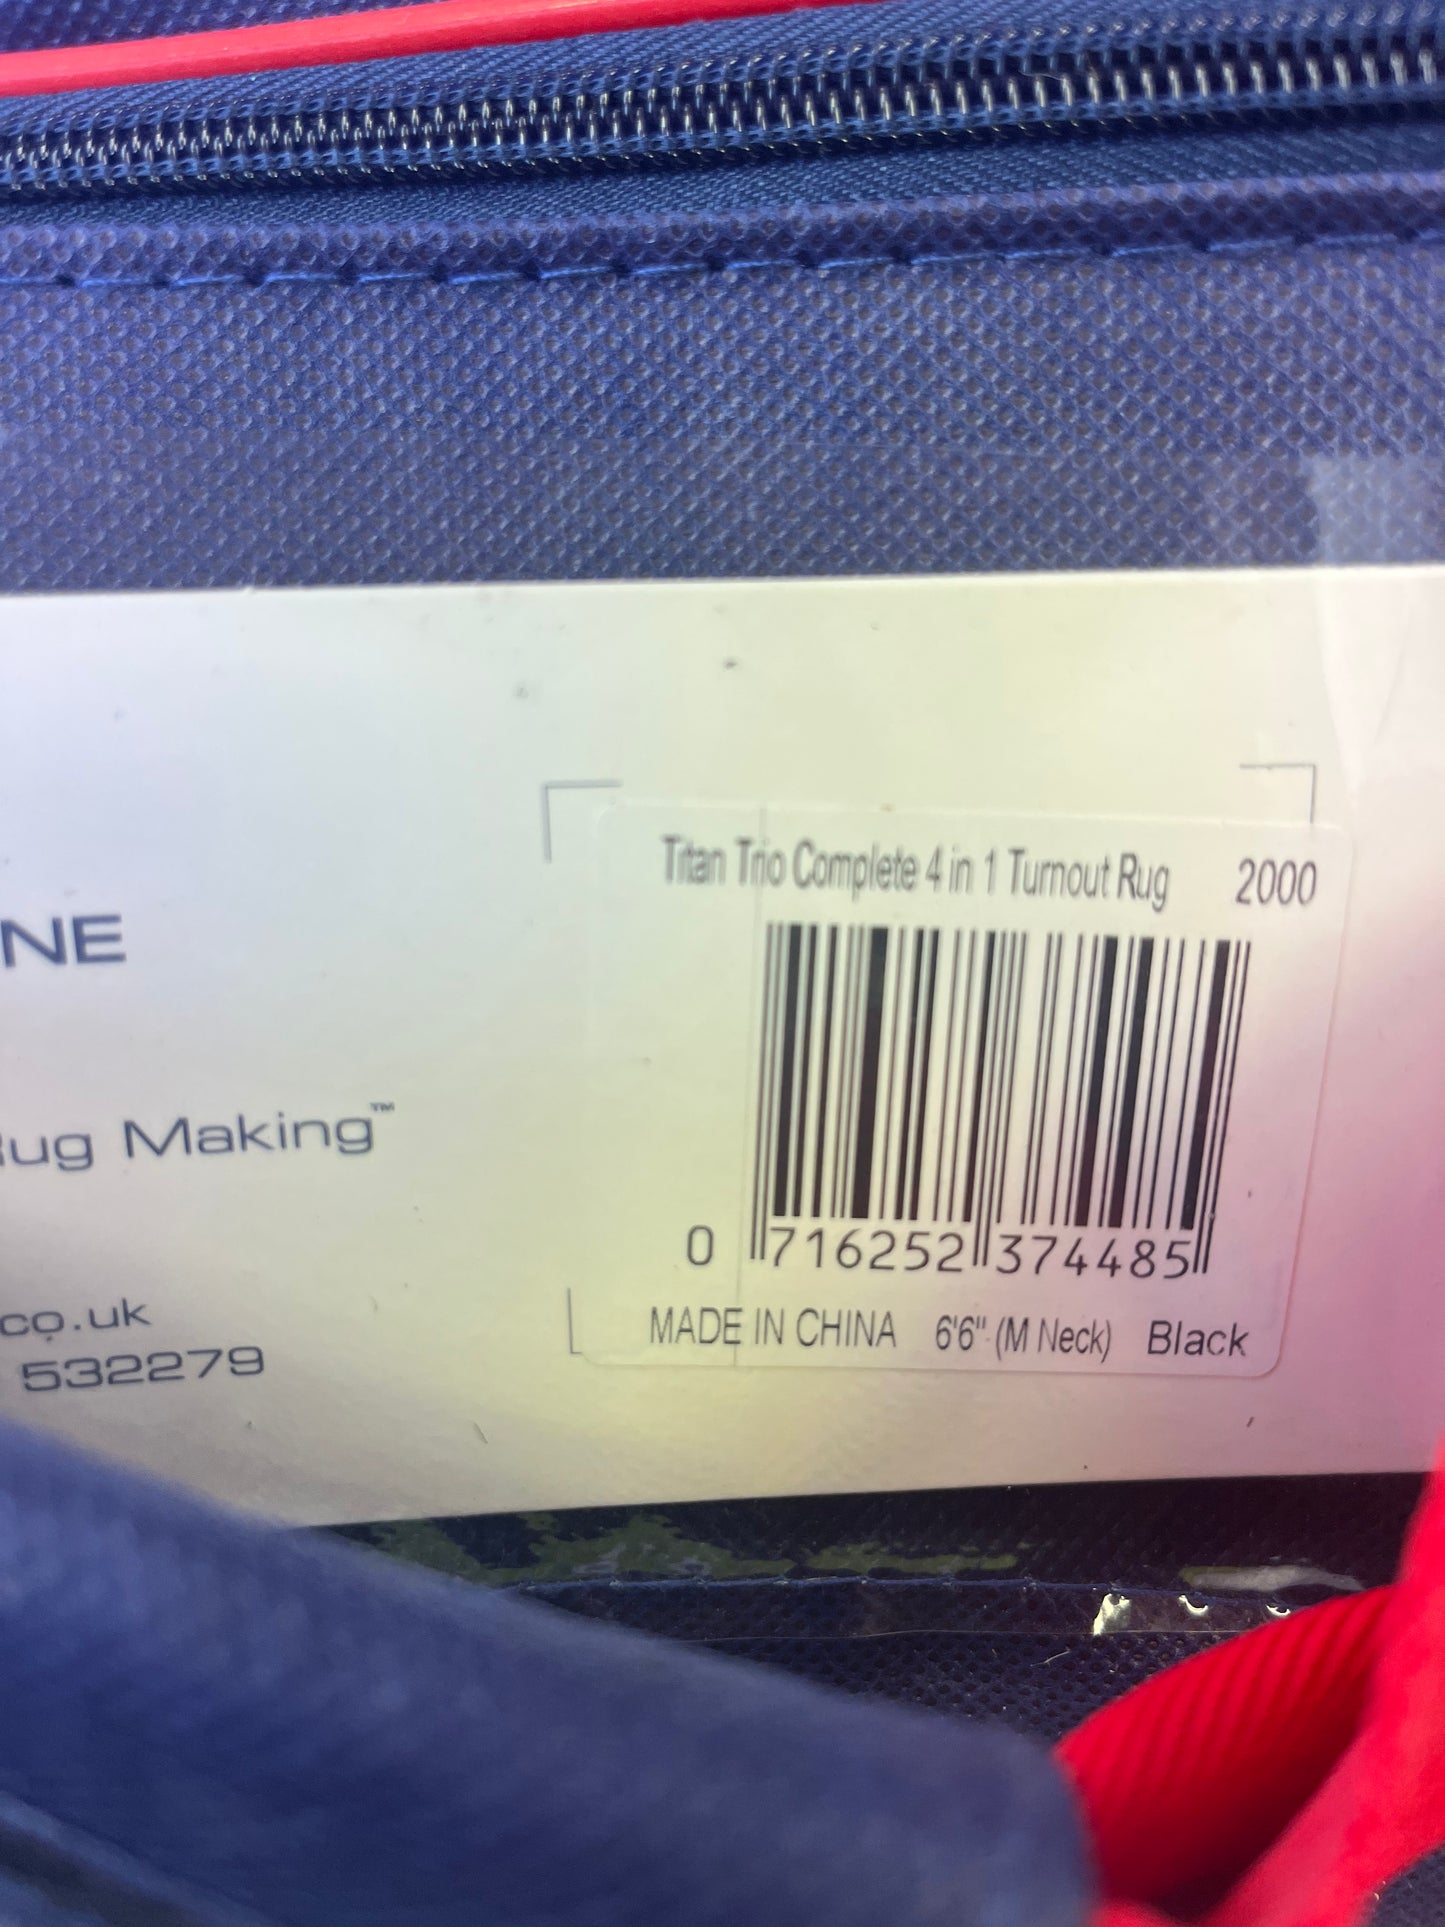 Titan Trio Complete 4 in 1 Turnout Rug 2000
NE
Rug Making™
0 716252 374485
co.uk
MADE IN CHINA 6'6" (M Neck) Black
532279